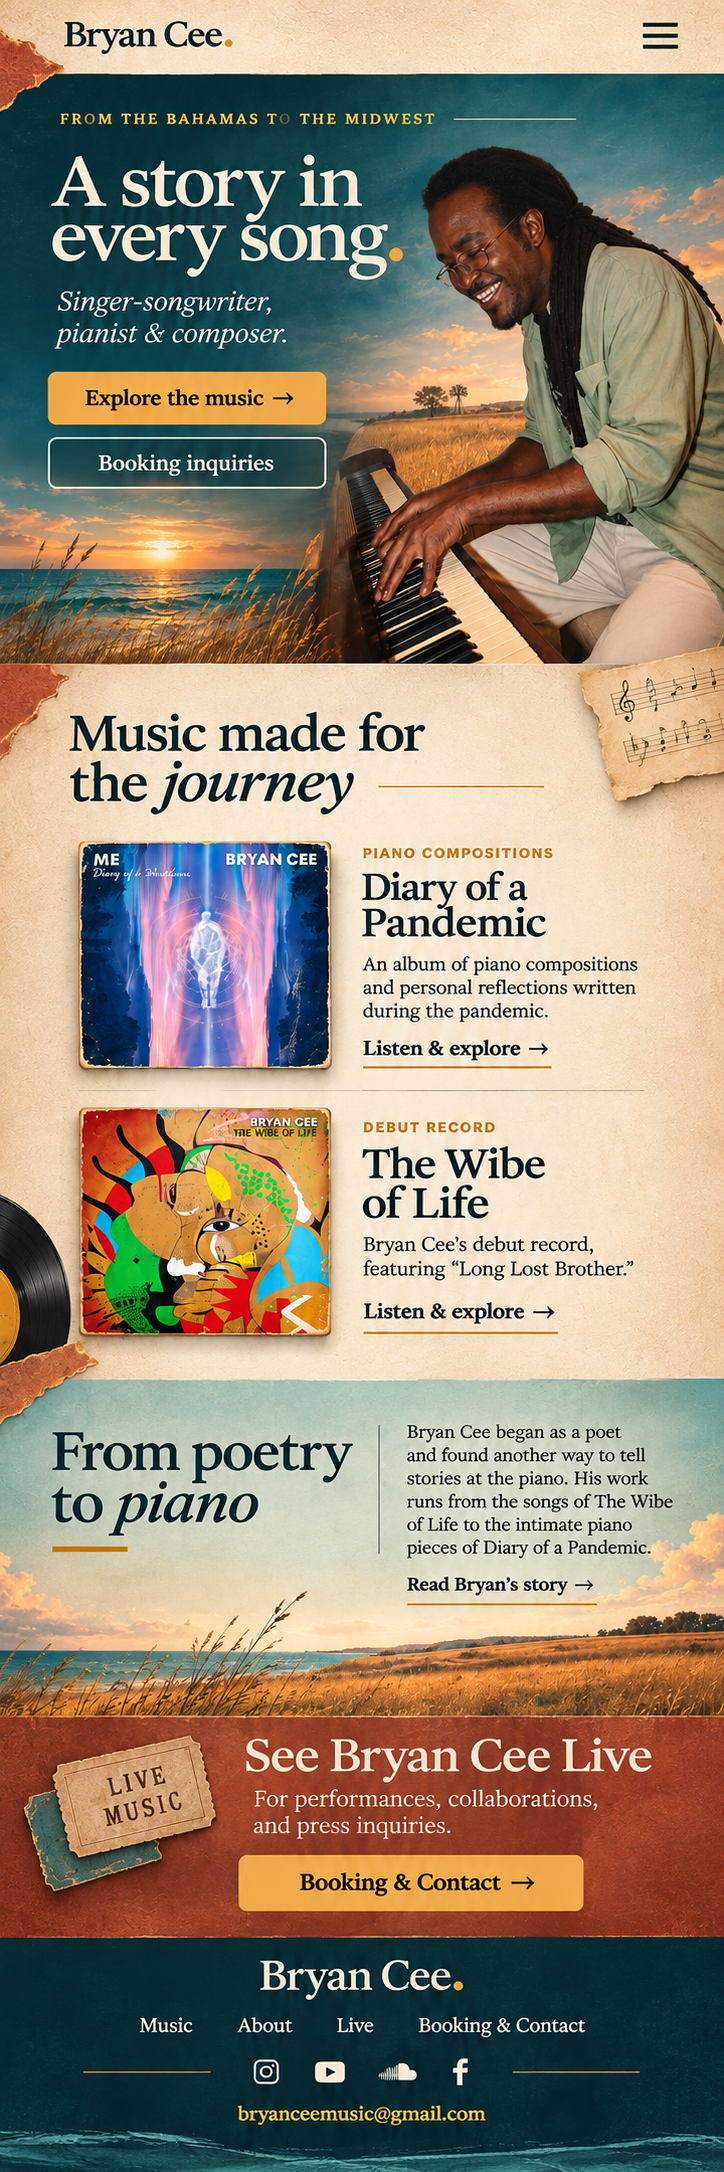 Bryan Cee.
FROM THE BAHAMAS TO THE MIDWEST
A story in
every song.
Singer-songwriter,
pianist & composer.
Explore the music →
Booking inquiries
Music made for
the journey
ME
BRYAN CEE
Diary of a
PIANO COMPOSITIONS
Diary of a
Pandemic
An album of piano compositions
and personal reflections written
during the pandemic.
Listen & explore →
BRYAN CEE
THE WIBE OF LIFE
DEBUT RECORD
The Wibe
of Life
Bryan Cee’s debut record,
featuring “Long Lost Brother.”
Listen & explore →
From poetry
to piano
Bryan Cee began as a poet
and found another way to tell
stories at the piano. His work
runs from the songs of The Wibe
of Life to the intimate piano
pieces of Diary of a Pandemic.
Read Bryan’s story →
LIVE
MUSIC
See Bryan Cee Live
For performances, collaborations,
and press inquiries.
Booking & Contact →
Bryan Cee.
Music About Live Booking & Contact
bryanceemusic@gmail.com